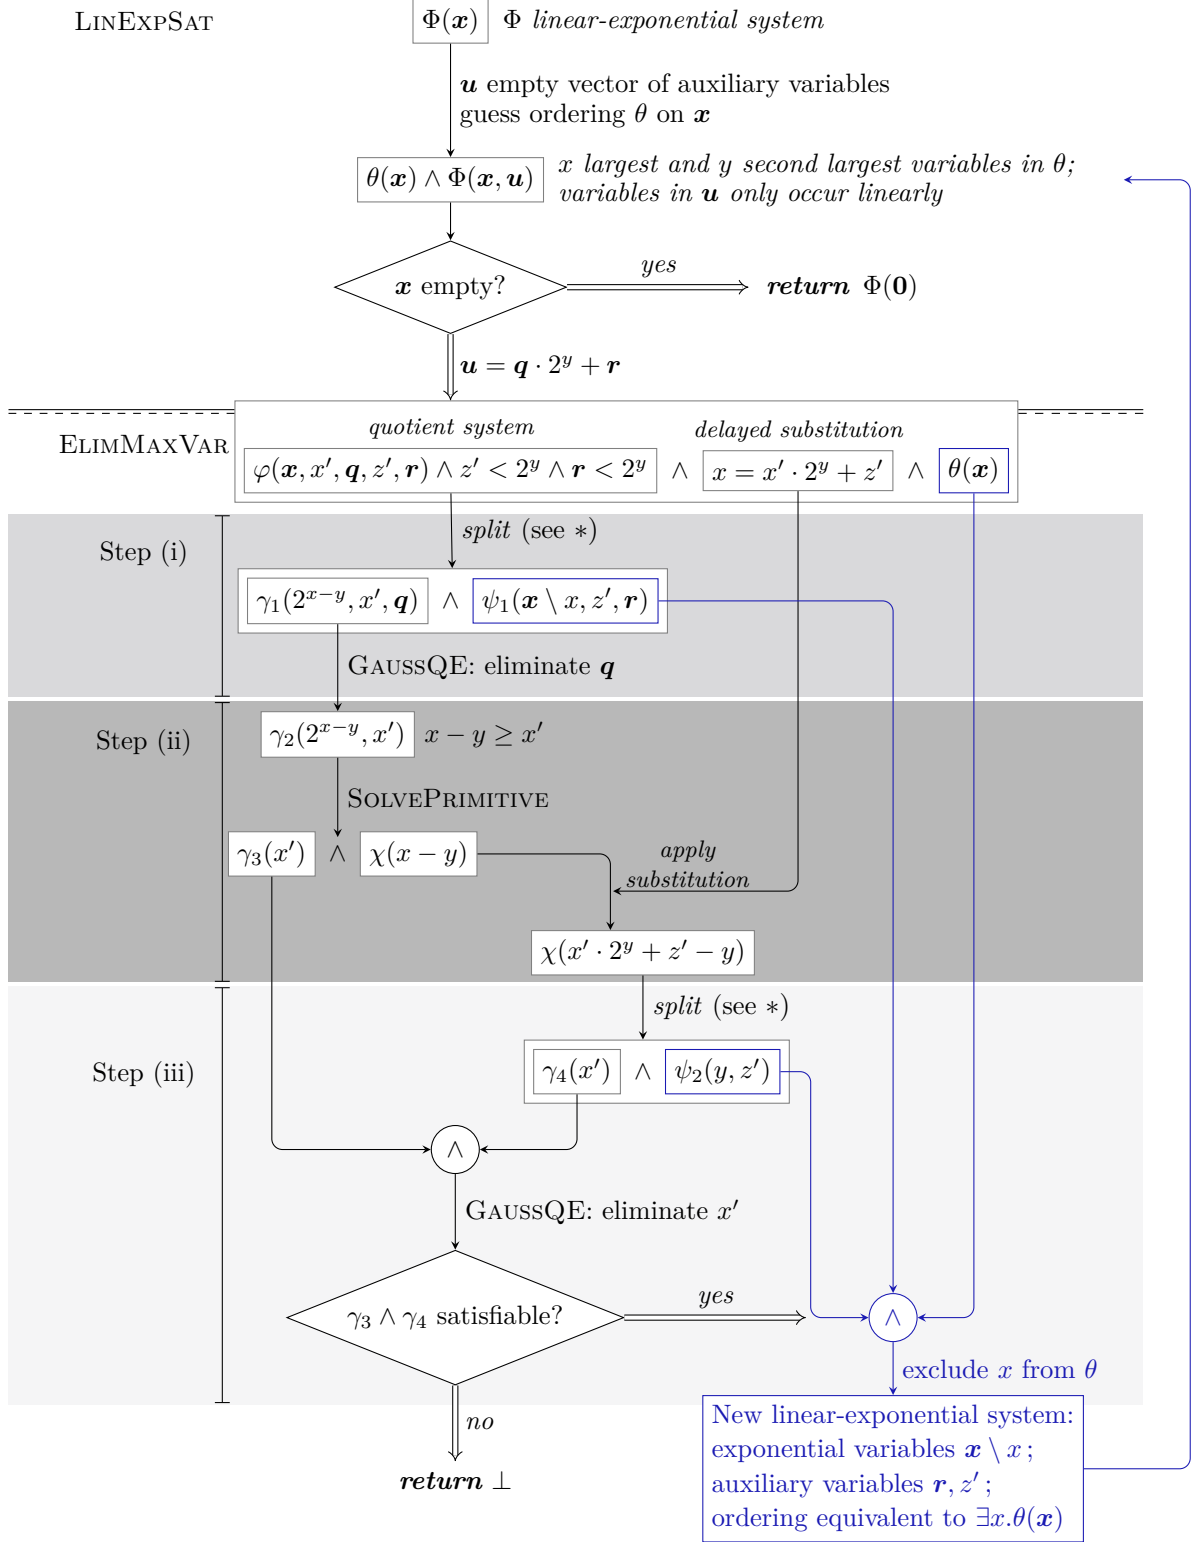 LINEXPSAT
Φ(x) Φ linear-exponential system
u empty vector of auxiliary variables
guess ordering θ on x
θ(x) ∧ Φ(x, u)
x largest and y second largest variables in θ;
variables in u only occur linearly
x empty?
yes
return Φ(0)
u = q · 2^y + r
ELIMMAXVAR
quotient system
delayed substitution
φ(x, x′, q, z′, r) ∧ z′ < 2^y ∧ r < 2^y ∧ x = x′ · 2^y + z′ ∧ θ(x)
Step (i)
split (see ∗)
γ₁(2^{x−y}, x′, q) ∧ ψ₁(x \ x, z′, r)
GAUSSQE: eliminate q
Step (ii)
γ₂(2^{x−y}, x′) x − y ≥ x′
SOLVEPRIMITIVE
γ₃(x′) ∧ χ(x − y)
apply
substitution
χ(x′ · 2^y + z′ − y)
split (see ∗)
Step (iii)
γ₄(x′) ∧ ψ₂(y, z′)
∧
GAUSSQE: eliminate x′
γ₃ ∧ γ₄ satisfiable?
yes
∧
exclude x from θ
no
return ⊥
New linear-exponential system:
exponential variables x \ x ;
auxiliary variables r, z′ ;
ordering equivalent to ∃x.θ(x)